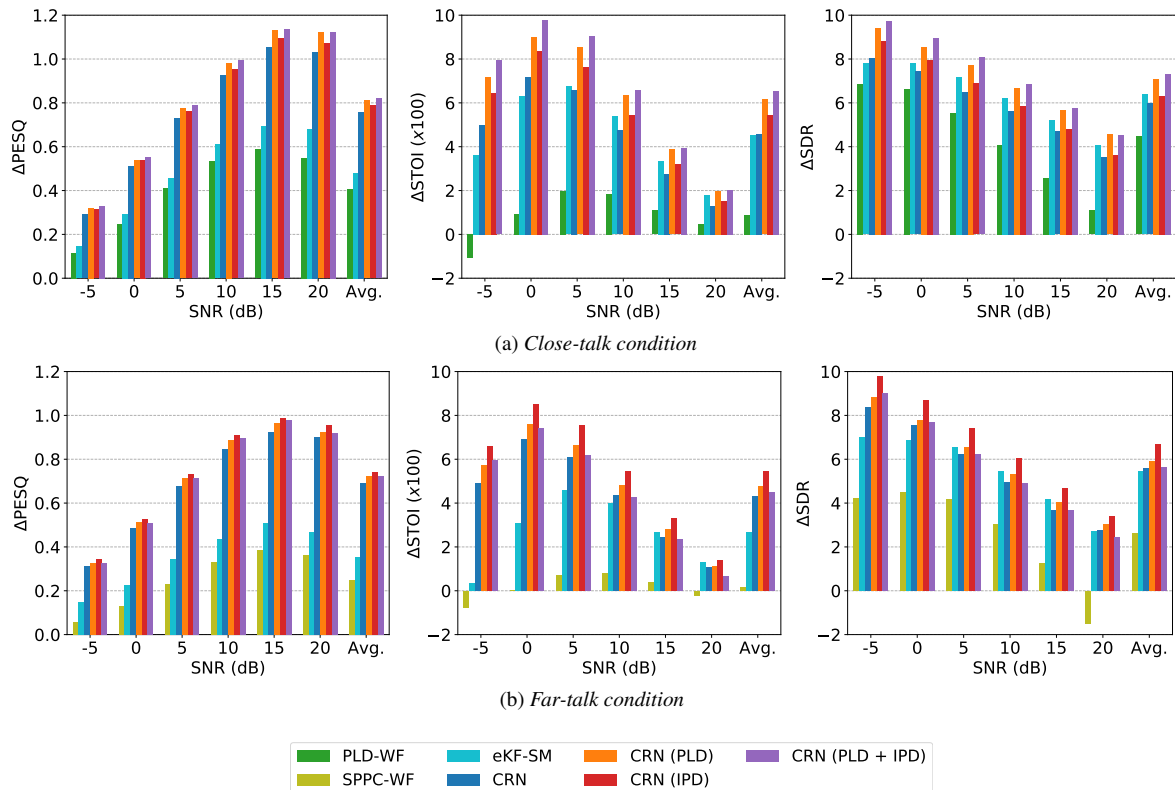 1.2
1.0
0.8
0.6
0.4
0.2
0.0
ΔPESQ
-5 0 5 10 15 20 Avg.
SNR (dB)
10
8
6
4
2
0
−2
ΔSTOI (x100)
-5 0 5 10 15 20 Avg.
SNR (dB)
10
8
6
4
2
0
−2
ΔSDR
-5 0 5 10 15 20 Avg.
SNR (dB)
(a) Close-talk condition
1.2
1.0
0.8
0.6
0.4
0.2
0.0
ΔPESQ
-5 0 5 10 15 20 Avg.
SNR (dB)
10
8
6
4
2
0
−2
ΔSTOI (x100)
-5 0 5 10 15 20 Avg.
SNR (dB)
10
8
6
4
2
0
−2
ΔSDR
-5 0 5 10 15 20 Avg.
SNR (dB)
(b) Far-talk condition
PLD-WF eKF-SM CRN (PLD) CRN (PLD + IPD)
SPPC-WF CRN CRN (IPD)